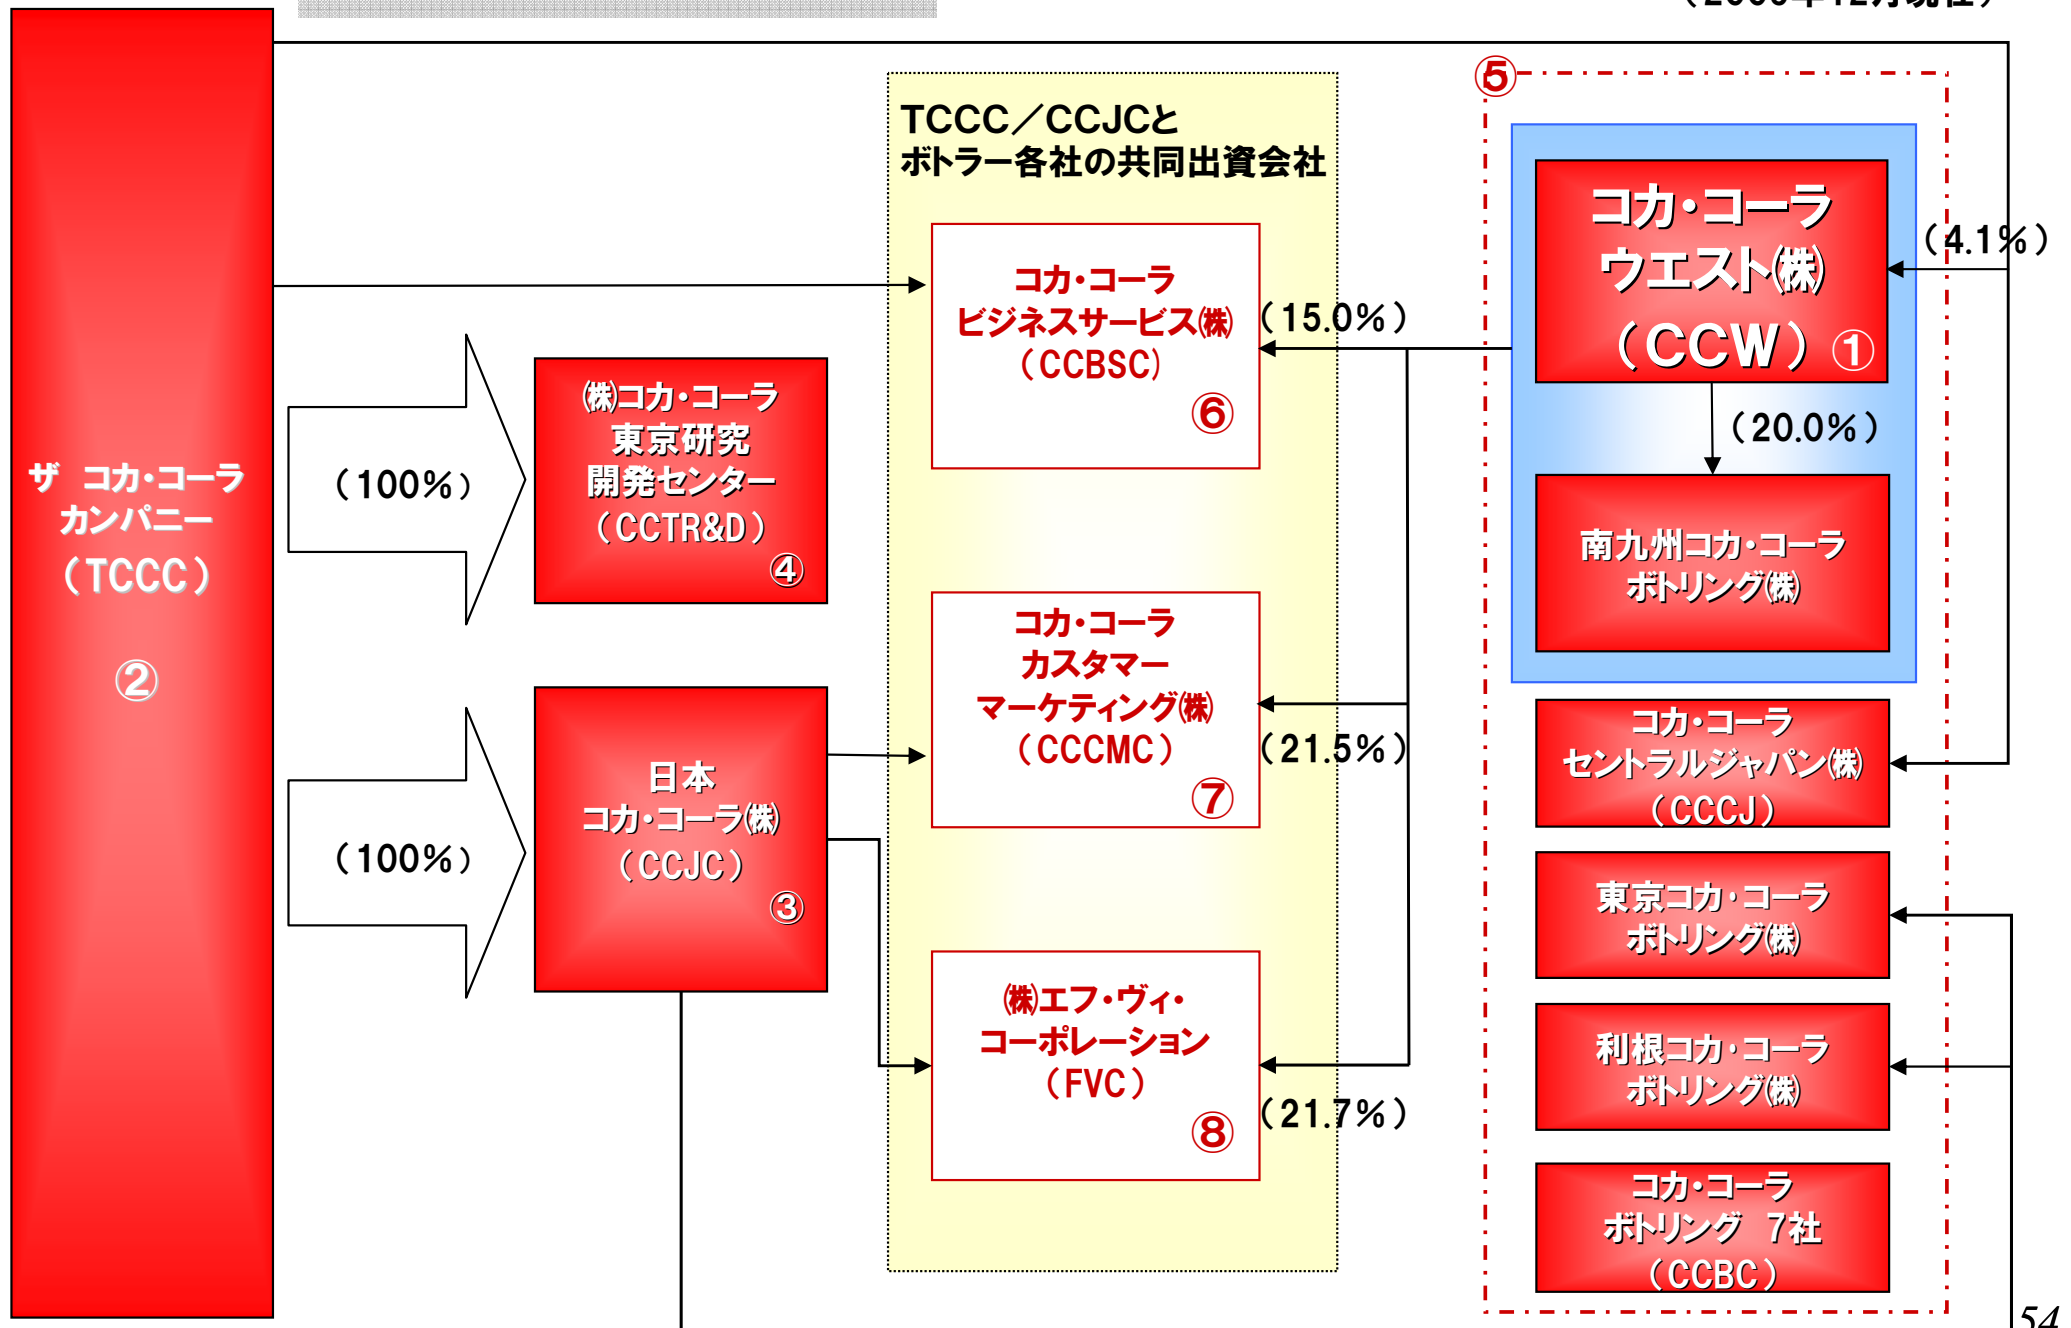 ザ コカ・コーラ
カンパニー
（TCCC）
②
（100％）
（100％）
㈱コカ・コーラ
東京研究
開発センター
（CCTR&D）
④
日本
コカ・コーラ㈱
（CCJC）
③
TCCC／CCJCと
ボトラー各社の共同出資会社
コカ・コーラ
ビジネスサービス㈱
（CCBSC）
⑥
コカ・コーラ
カスタマー
マーケティング㈱
（CCCMC）
⑦
㈱エフ・ヴィ・
コーポレーション
（FVC）
⑧
（15.0％）
（21.5％）
（21.7％）
⑤
コカ・コーラ
ウエスト㈱
（CCW）①
（4.1％）
（20.0％）
南九州コカ・コーラ
ボトリング㈱
コカ・コーラ
セントラルジャパン㈱
（CCCJ）
東京コカ・コーラ
ボトリング㈱
利根コカ・コーラ
ボトリング㈱
コカ・コーラ
ボトリング 7社
（CCBC）
54